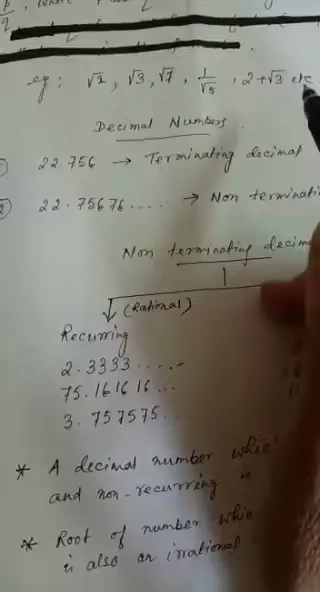 eg: √2, √3, √7, 1/√5, 2+√3 etc
Decimal Numbers
22.756 → Terminating decimal
22.75676.... → Non terminati
Non terminating decim
(Rational)
Recurring
2.3333.....
75.161616...
3.757575...
* A decimal number whic
and non-recurring is
* Root of number whic
is also an irrational